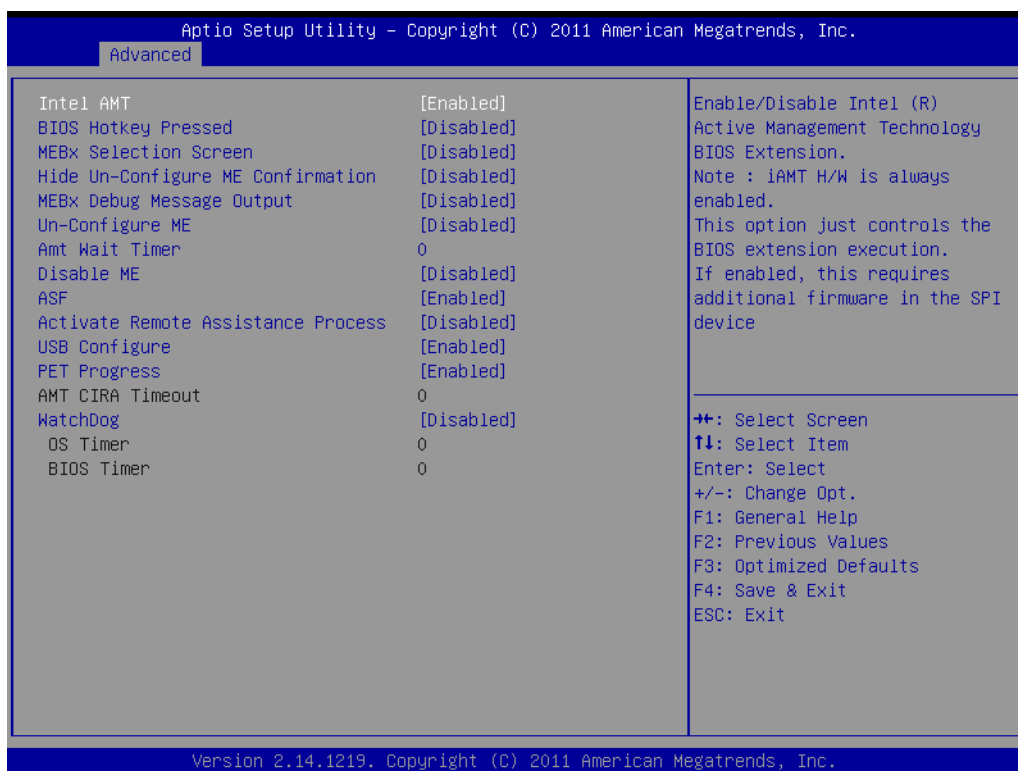 Aptio Setup Utility – Copyright (C) 2011 American Megatrends, Inc.
Advanced
Intel AMT [Enabled]
BIOS Hotkey Pressed [Disabled]
MEBx Selection Screen [Disabled]
Hide Un-Configure ME Confirmation [Disabled]
MEBx Debug Message Output [Disabled]
Un-Configure ME [Disabled]
Amt Wait Timer 0
Disable ME [Disabled]
ASF [Enabled]
Activate Remote Assistance Process [Disabled]
USB Configure [Enabled]
PET Progress [Enabled]
AMT CIRA Timeout 0
WatchDog [Disabled]
OS Timer 0
BIOS Timer 0
Enable/Disable Intel (R)
Active Management Technology
BIOS Extension.
Note : iAMT H/W is always
enabled.
This option just controls the
BIOS extension execution.
If enabled, this requires
additional firmware in the SPI
device
→←: Select Screen
↑↓: Select Item
Enter: Select
+/-: Change Opt.
F1: General Help
F2: Previous Values
F3: Optimized Defaults
F4: Save & Exit
ESC: Exit
Version 2.14.1219. Copyright (C) 2011 American Megatrends, Inc.